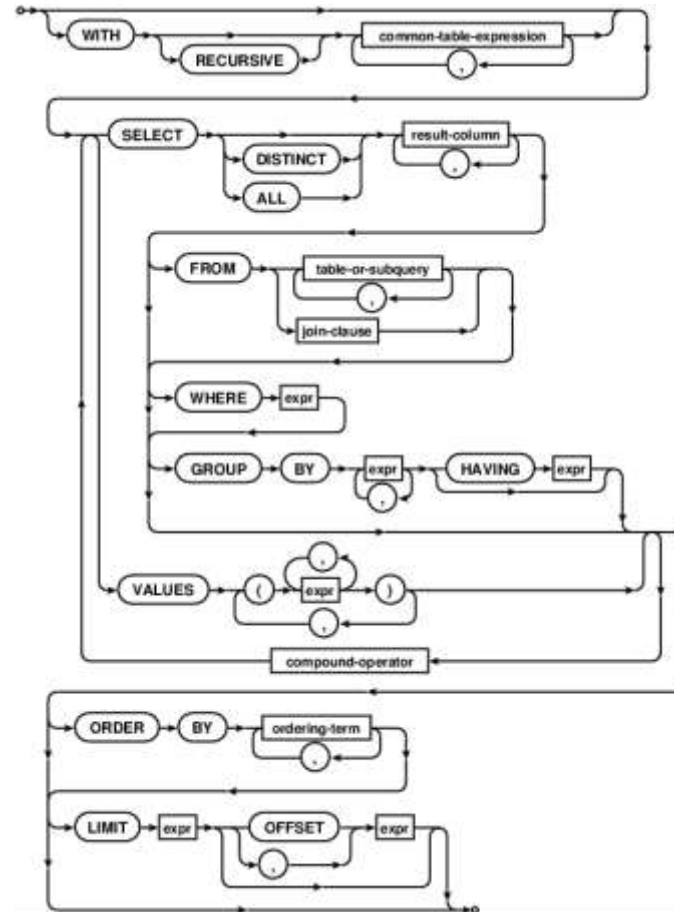 WITH RECURSIVE common-table-expression
,
SELECT DISTINCT ALL result-column
,
FROM table-or-subquery
,
join-clause
WHERE expr
GROUP BY expr HAVING expr
,
,
VALUES ( expr )
,
compound-operator
ORDER BY ordering-term
,
LIMIT expr OFFSET expr
,